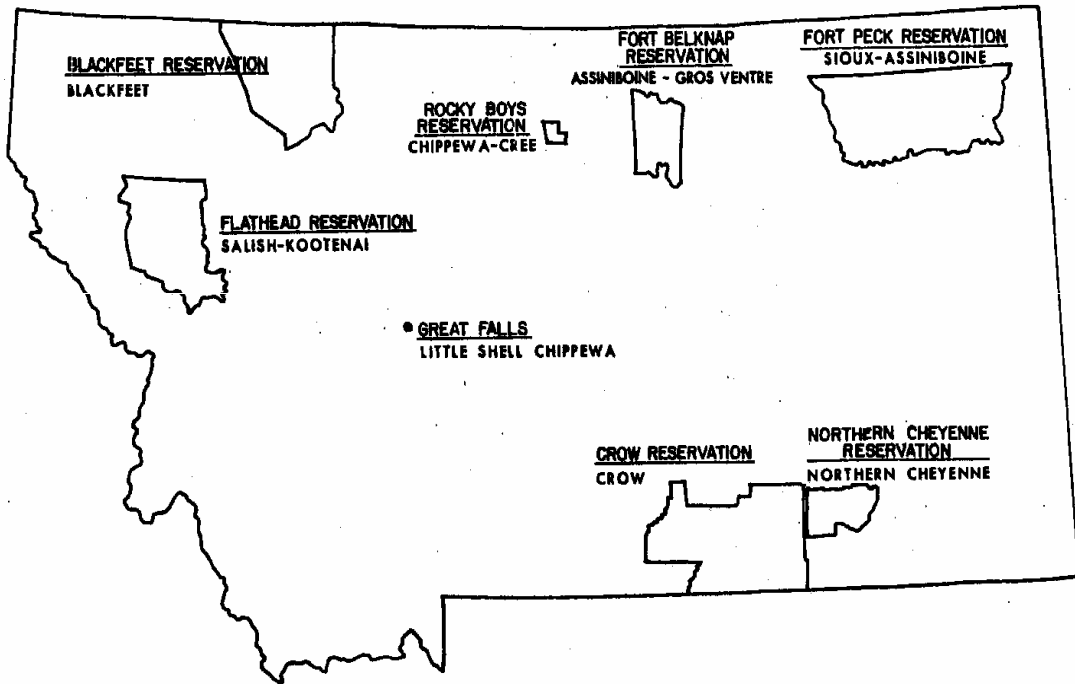 BLACKFEET RESERVATION
BLACKFEET
FORT BELKNAP
RESERVATION
ASSINIBOINE - GROS VENTRE
FORT PECK RESERVATION
SIOUX-ASSINIBOINE
ROCKY BOYS
RESERVATION
CHIPPEWA-CREE
FLATHEAD RESERVATION
SALISH-KOOTENAI
GREAT FALLS
LITTLE SHELL CHIPPEWA
CROW RESERVATION
CROW
NORTHERN CHEYENNE
RESERVATION
NORTHERN CHEYENNE